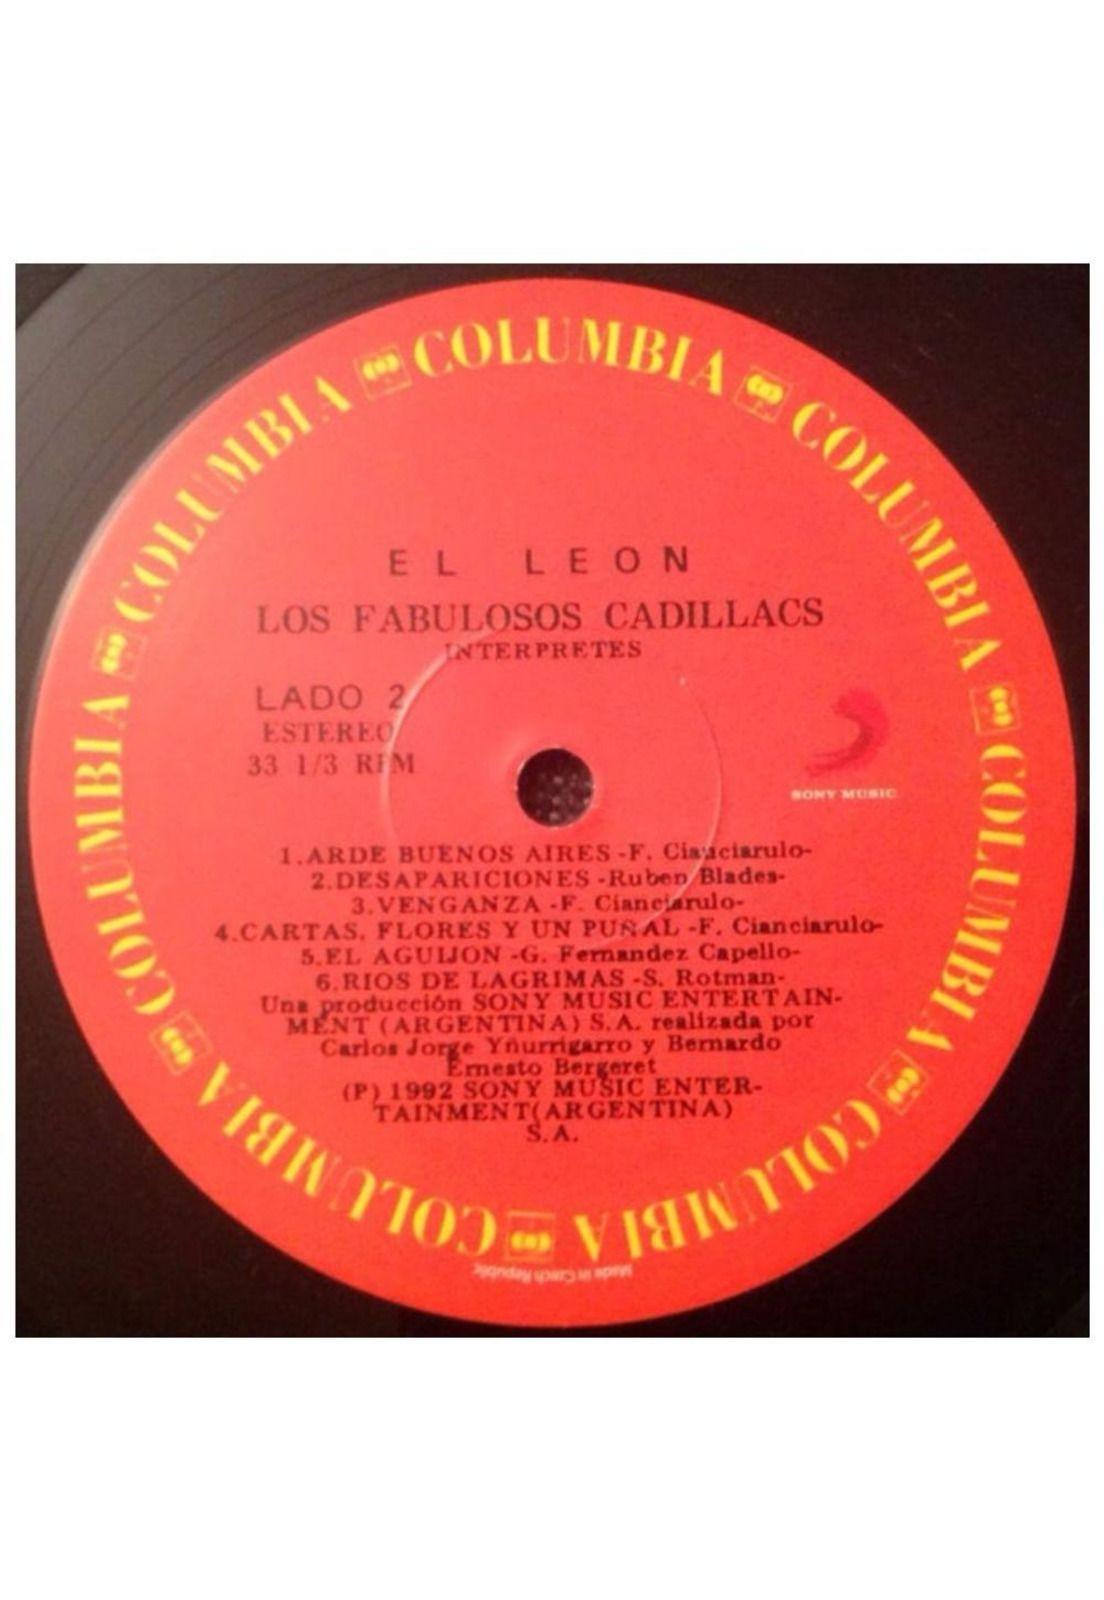 COLUMBIA COLUMBIA COLUMBIA COLUMBIA COLUMBIA COLUMBIA COLUMBIA COLUMBIA
EL LEON
LOS FABULOSOS CADILLACS
INTERPRETES
LADO 2
ESTEREO
33 1/3 RPM
SONY MUSIC
1.ARDE BUENOS AIRES -F. Cianciarulo-
2.DESAPARICIONES -Ruben Blades-
3.VENGANZA -F. Cianciarulo-
4.CARTAS, FLORES Y UN PUÑAL -F. Cianciarulo-
5.EL AGUIJON -G. Fernandez Capello-
6.RIOS DE LAGRIMAS -S. Rotman-
Una producción SONY MUSIC ENTERTAIN-
MENT (ARGENTINA) S.A. realizada por
Carlos Jorge Yñurrigarro y Bernardo
Ernesto Bergeret
(P) 1992 SONY MUSIC ENTER-
TAINMENT(ARGENTINA)
S.A.
Made in Czech Republic